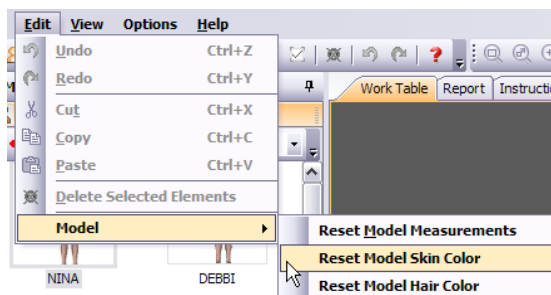 Edit View Options Help
Undo Ctrl+Z
Redo Ctrl+Y
Cut Ctrl+X
Copy Ctrl+C
Paste Ctrl+V
Delete Selected Elements
Model
Work Table Report Instructi
Reset Model Measurements
Reset Model Skin Color
Reset Model Hair Color
NINA DEBBI